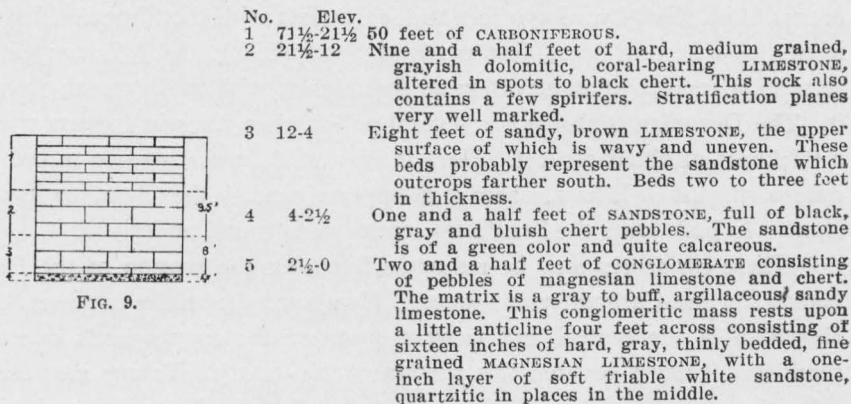 No. Elev.
1 71½-21½ 50 feet of CARBONIFEROUS.
2 21½-12 Nine and a half feet of hard, medium grained,
grayish dolomitic, coral-bearing LIMESTONE,
altered in spots to black chert. This rock also
contains a few spirifers. Stratification planes
very well marked.
3 12-4 Eight feet of sandy, brown LIMESTONE, the upper
surface of which is wavy and uneven. These
beds probably represent the sandstone which
outcrops farther south. Beds two to three feet
in thickness.
4 4-2½ One and a half feet of SANDSTONE, full of black,
gray and bluish chert pebbles. The sandstone
is of a green color and quite calcareous.
5 2½-0 Two and a half feet of CONGLOMERATE consisting
of pebbles of magnesian limestone and chert.
The matrix is a gray to buff, argillaceous, sandy
limestone. This conglomeritic mass rests upon
a little anticline four feet across consisting of
sixteen inches of hard, gray, thinly bedded, fine
grained MAGNESIAN LIMESTONE, with a one-
inch layer of soft friable white sandstone,
quartzitic in places in the middle.
1
2 9.5'
3 8'
4 4'
FIG. 9.